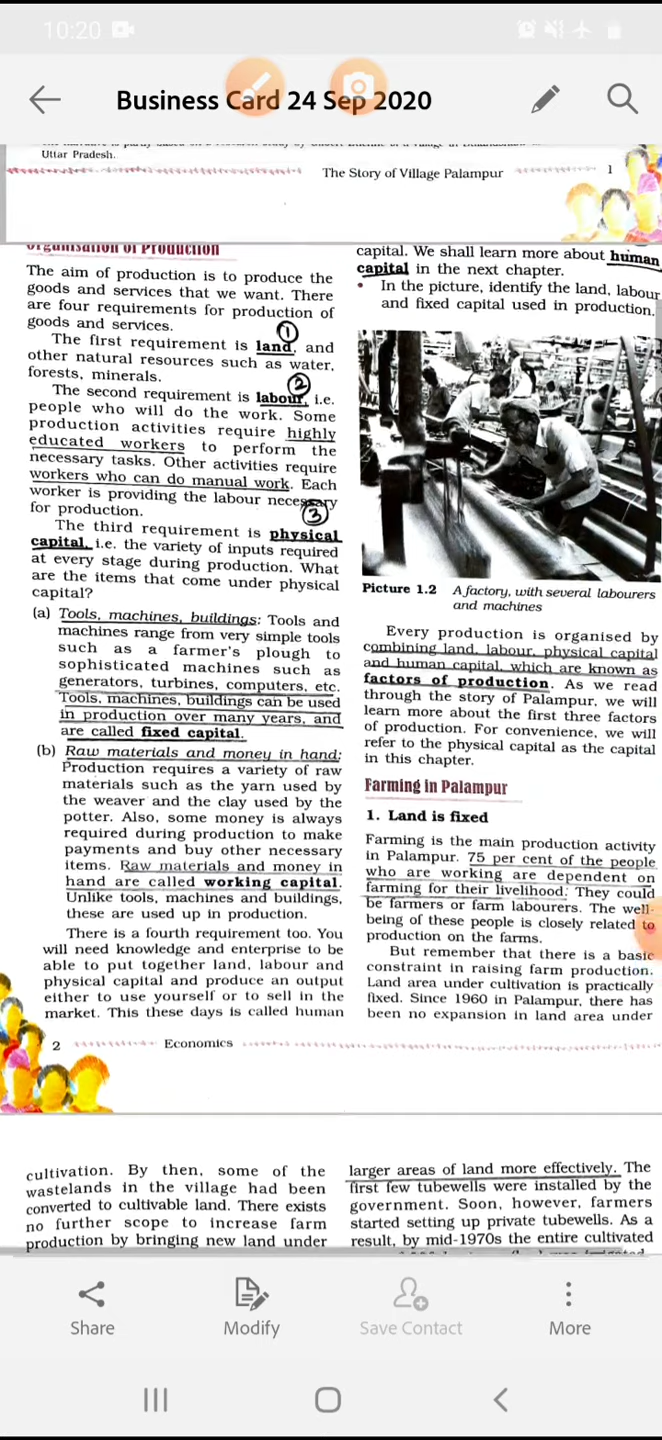 10:20
Business Card 24 Sep 2020
Uttar Pradesh.
The Story of Village Palampur
1
Organisation of Production
The aim of production is to produce the
goods and services that we want. There
are four requirements for production of
goods and services.
1
The first requirement is land, and
other natural resources such as water,
forests, minerals.
2
The second requirement is labour, i.e.
people who will do the work. Some
production activities require highly
educated workers to perform the
necessary tasks. Other activities require
workers who can do manual work. Each
worker is providing the labour necessary
for production.
3
The third requirement is physical
capital, i.e. the variety of inputs required
at every stage during production. What
are the items that come under physical
capital?
(a) Tools, machines, buildings: Tools and
machines range from very simple tools
such as a farmer's plough to
sophisticated machines such as
generators, turbines, computers, etc.
Tools, machines, buildings can be used
in production over many years, and
are called fixed capital.
(b) Raw materials and money in hand:
Production requires a variety of raw
materials such as the yarn used by
the weaver and the clay used by the
potter. Also, some money is always
required during production to make
payments and buy other necessary
items. Raw materials and money in
hand are called working capital.
Unlike tools, machines and buildings,
these are used up in production.
There is a fourth requirement too. You
will need knowledge and enterprise to be
able to put together land, labour and
physical capital and produce an output
either to use yourself or to sell in the
market. This these days is called human
capital. We shall learn more about human
capital in the next chapter.
• In the picture, identify the land, labour
and fixed capital used in production.
Picture 1.2 A factory, with several labourers
and machines
Every production is organised by
combining land, labour, physical capital
and human capital, which are known as
factors of production. As we read
through the story of Palampur, we will
learn more about the first three factors
of production. For convenience, we will
refer to the physical capital as the capital
in this chapter.
Farming in Palampur
1. Land is fixed
Farming is the main production activity
in Palampur. 75 per cent of the people
who are working are dependent on
farming for their livelihood. They could
be farmers or farm labourers. The well-
being of these people is closely related to
production on the farms.
But remember that there is a basic
constraint in raising farm production.
Land area under cultivation is practically
fixed. Since 1960 in Palampur, there has
been no expansion in land area under
2
Economics
cultivation. By then, some of the
wastelands in the village had been
converted to cultivable land. There exists
no further scope to increase farm
production by bringing new land under
larger areas of land more effectively. The
first few tubewells were installed by the
government. Soon, however, farmers
started setting up private tubewells. As a
result, by mid-1970s the entire cultivated
Share
Modify
Save Contact
More